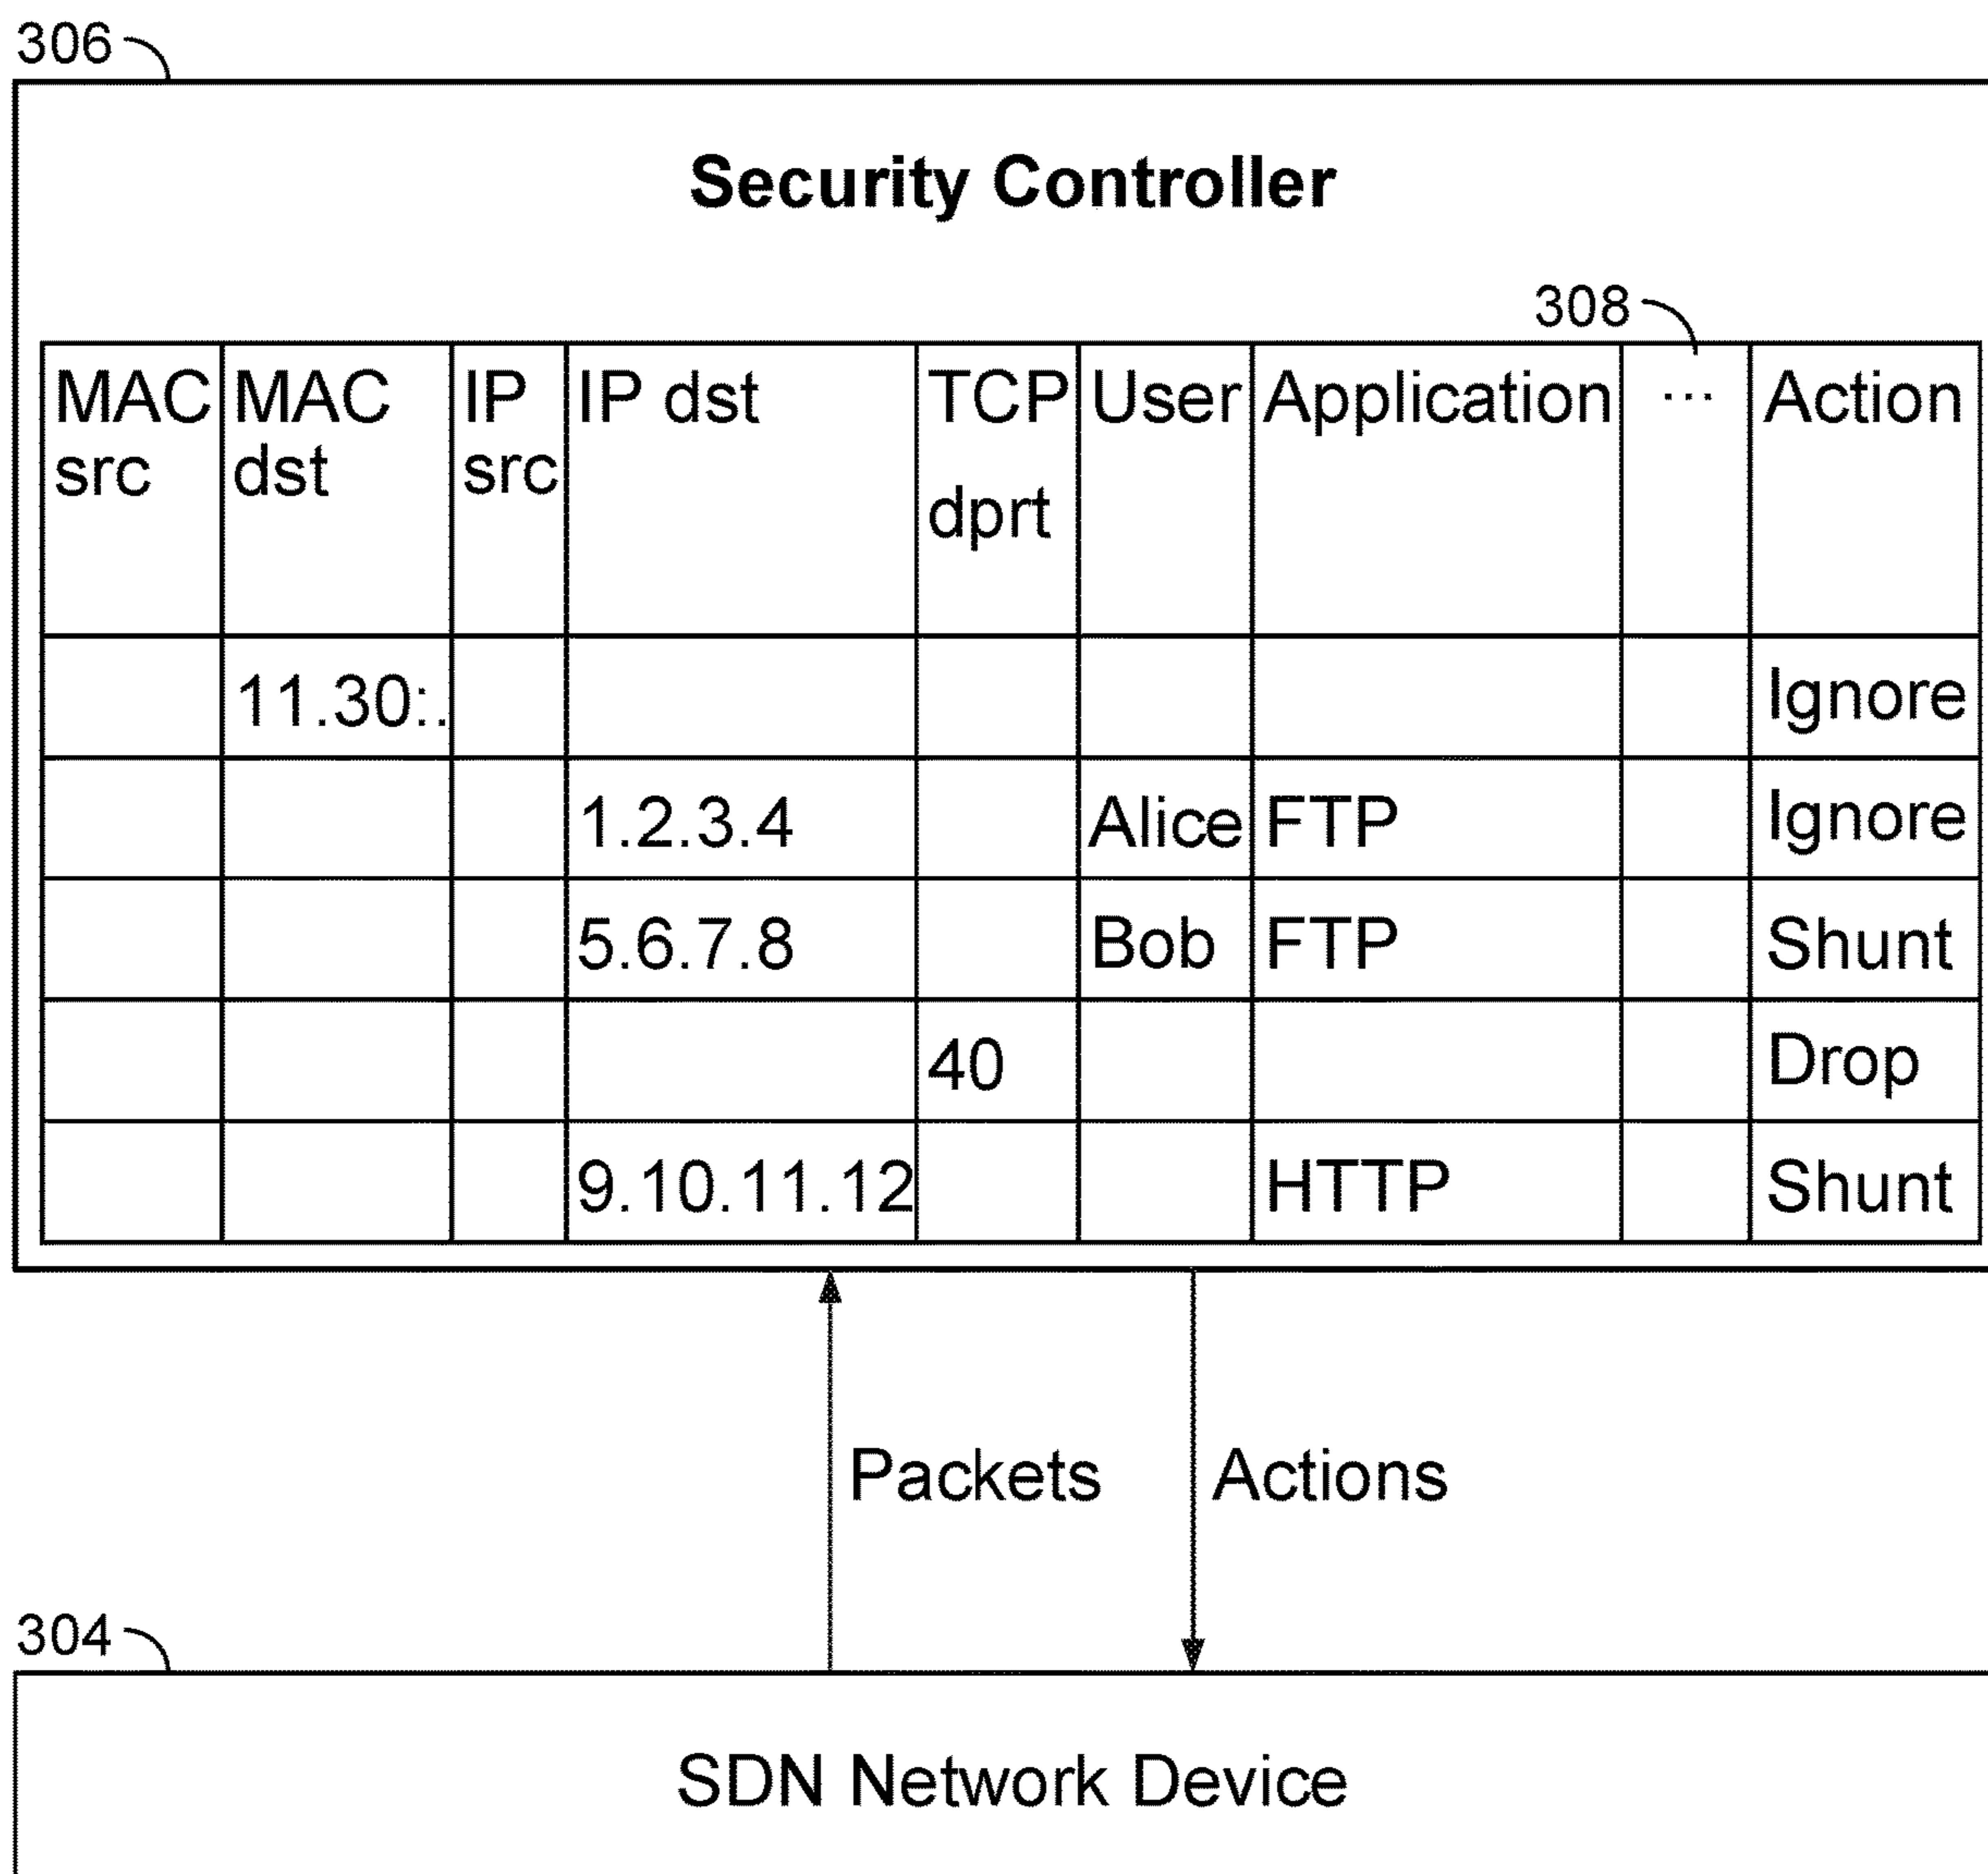 306
Security Controller
308
MAC src MAC dst IP src IP dst TCP dprt User Application ... Action
11.30:. Ignore
1.2.3.4 Alice FTP Ignore
5.6.7.8 Bob FTP Shunt
40 Drop
9.10.11.12 HTTP Shunt
Packets Actions
304
SDN Network Device